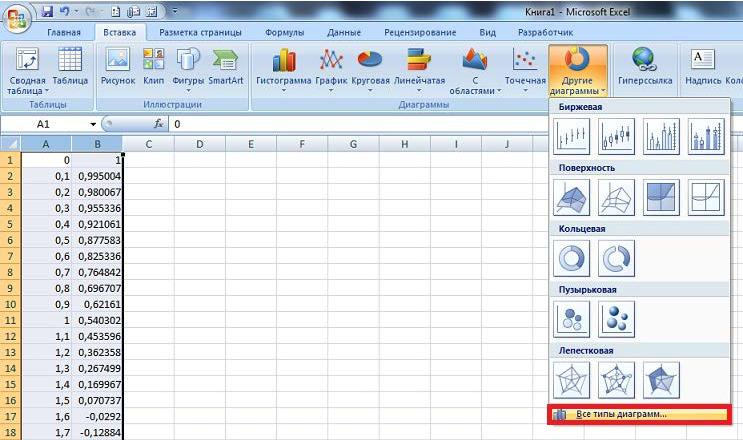 Книга1 - Microsoft Excel
Главная Вставка Разметка страницы Формулы Данные Рецензирование Вид Разработчик
Сводная таблица Таблица Рисунок Клип Фигуры SmartArt Гистограмма График Круговая Линейчатая С областями Точечная Другие диаграммы Гиперссылка Надпись Коло
Таблицы Иллюстрации Диаграммы
A1 fx 0
A B C D E F G H I J
1 0 1
2 0,1 0,995004
3 0,2 0,980067
4 0,3 0,955336
5 0,4 0,921061
6 0,5 0,877583
7 0,6 0,825336
8 0,7 0,764842
9 0,8 0,696707
10 0,9 0,62161
11 1 0,540302
12 1,1 0,453596
13 1,2 0,362358
14 1,3 0,267499
15 1,4 0,169967
16 1,5 0,070737
17 1,6 -0,0292
18 1,7 -0,12884
Биржевая
Поверхность
Кольцевая
Пузырьковая
Лепестковая
Все типы диаграмм...